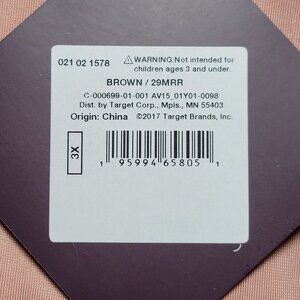 021 02 1578
⚠WARNING:Not intended for
children ages 3 and under.
BROWN / 29MRR
C-000699-01-001 AV15_01Y01-0098
Dist. by Target Corp., Mpls., MN 55403
Origin: China ©2017 Target Brands, Inc.
3X
1 95994 65805 1